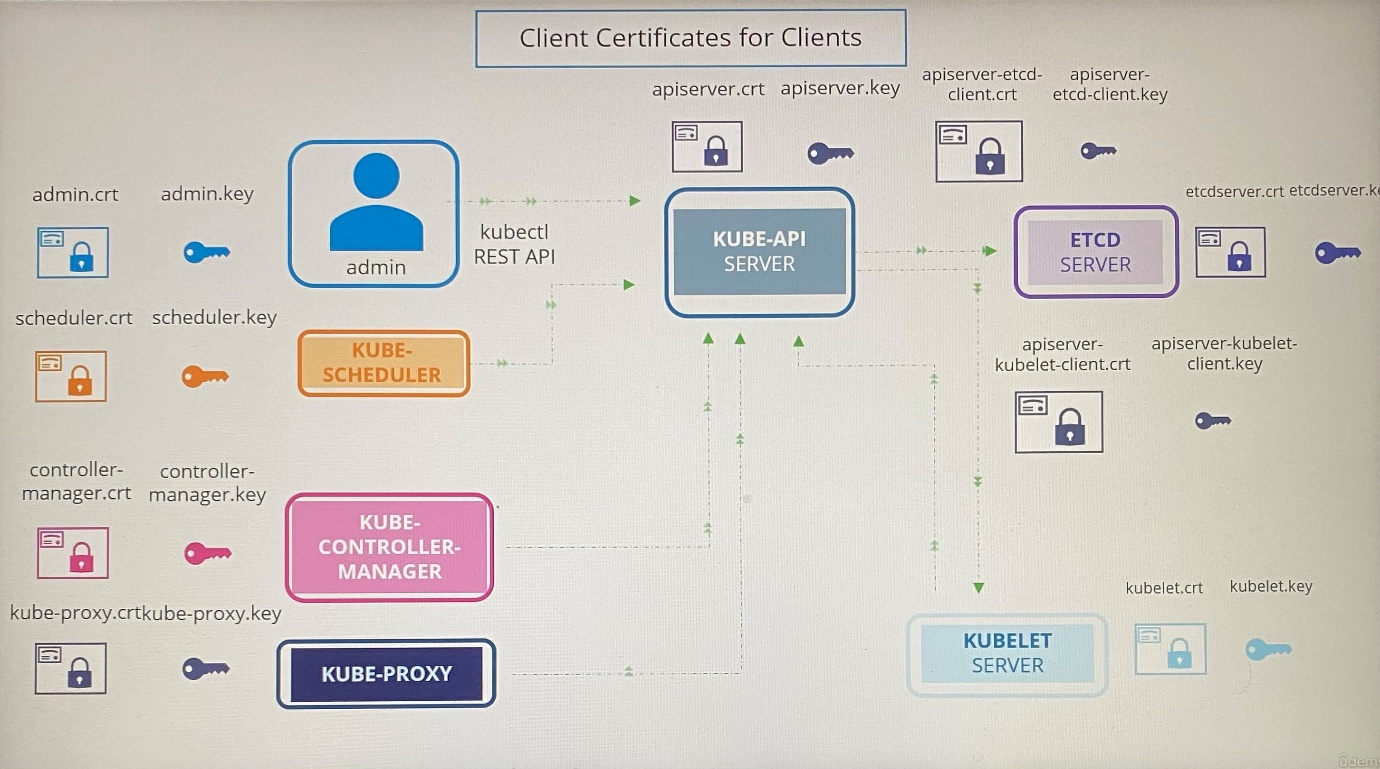 Client Certificates for Clients
apiserver.crt
apiserver.key
apiserver-etcd-
client.crt
apiserver-
etcd-client.key
admin.crt
admin.key
admin
kubectl
REST API
KUBE-API
SERVER
ETCD
SERVER
etcdserver.crt
etcdserver.ke
scheduler.crt
scheduler.key
KUBE-
SCHEDULER
apiserver-
kubelet-client.crt
apiserver-kubelet-
client.key
controller-
manager.crt
controller-
manager.key
KUBE-
CONTROLLER-
MANAGER
kube-proxy.crt
kube-proxy.key
KUBE-PROXY
KUBELET
SERVER
kubelet.crt
kubelet.key
ûdem